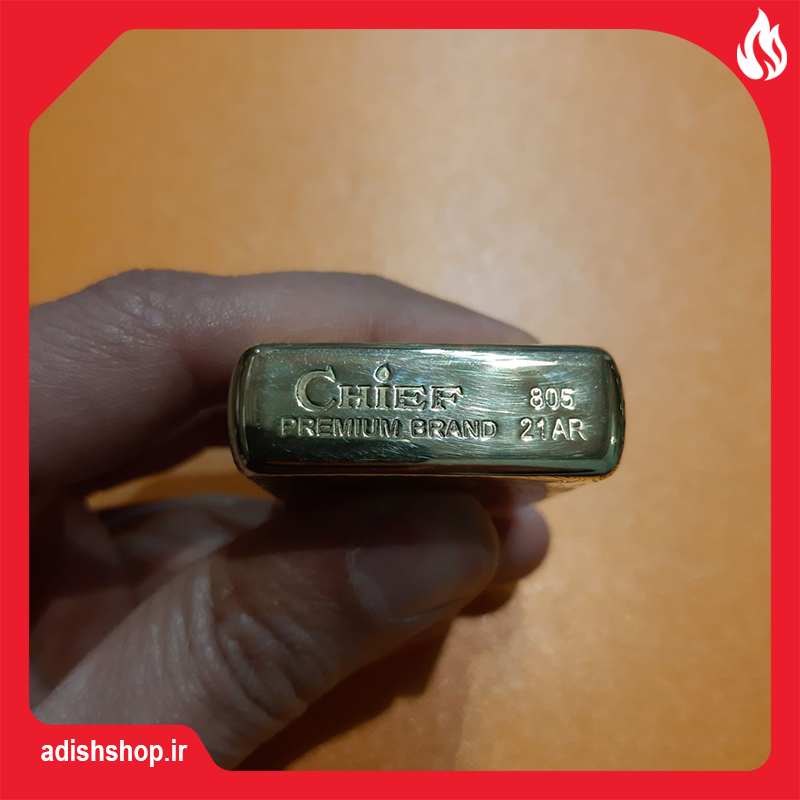 CHiEF 805
PREMIUM BRAND 21AR
adishshop.ir